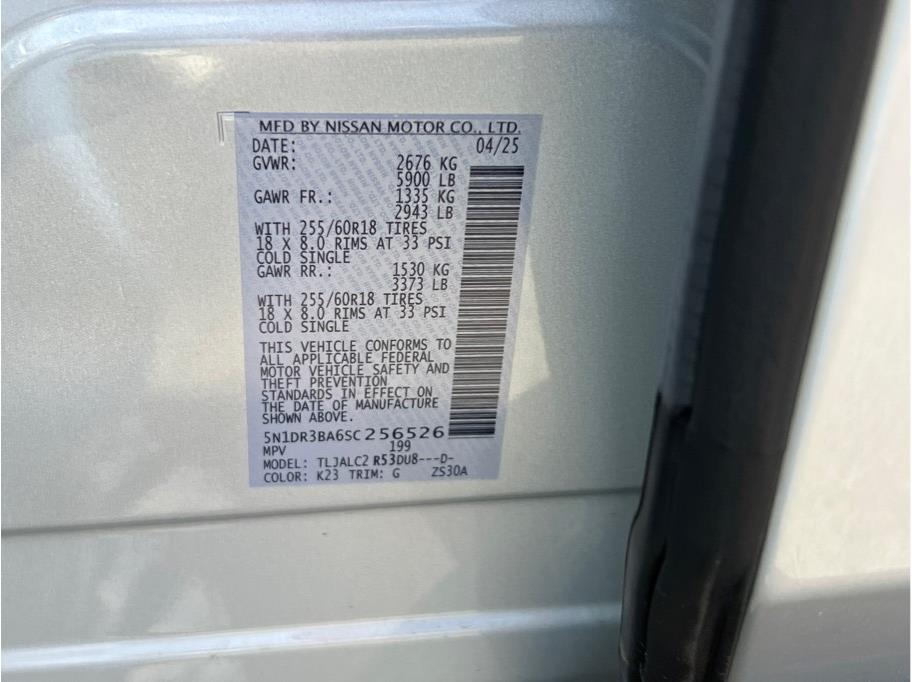 MFD BY NISSAN MOTOR CO., LTD.
DATE: 04/25
GVWR: 2676 KG
5900 LB
GAWR FR.: 1335 KG
2943 LB
WITH 255/60R18 TIRES
18 X 8.0 RIMS AT 33 PSI
COLD SINGLE
GAWR RR.: 1530 KG
3373 LB
WITH 255/60R18 TIRES
18 X 8.0 RIMS AT 33 PSI
COLD SINGLE
THIS VEHICLE CONFORMS TO
ALL APPLICABLE FEDERAL
MOTOR VEHICLE SAFETY AND
THEFT PREVENTION
STANDARDS IN EFFECT ON
THE DATE OF MANUFACTURE
SHOWN ABOVE.
5N1DR3BA6SC256526
MPV 199
MODEL: TLJALC2 R53DU8---D-
COLOR: K23 TRIM: G ZS30A